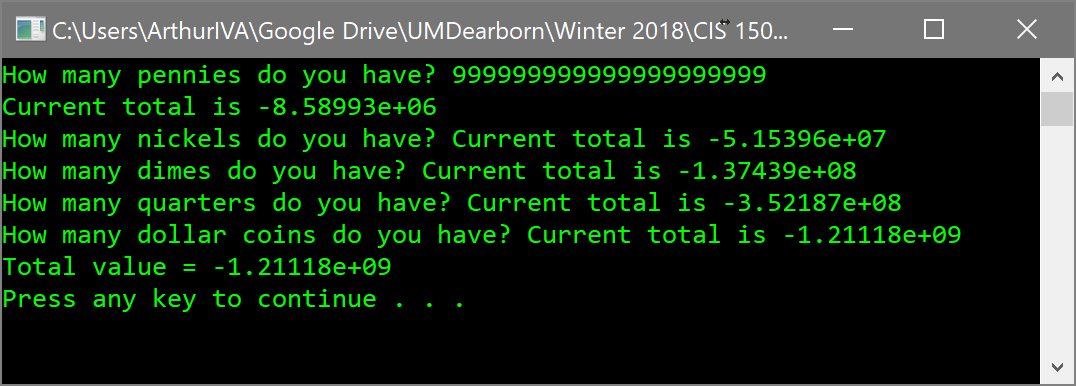 C:\Users\ArthurIVA\Google Drive\UMDearborn\Winter 2018\CIS 150...
How many pennies do you have? 999999999999999999999
Current total is -8.58993e+06
How many nickels do you have? Current total is -5.15396e+07
How many dimes do you have? Current total is -1.37439e+08
How many quarters do you have? Current total is -3.52187e+08
How many dollar coins do you have? Current total is -1.21118e+09
Total value = -1.21118e+09
Press any key to continue . . .